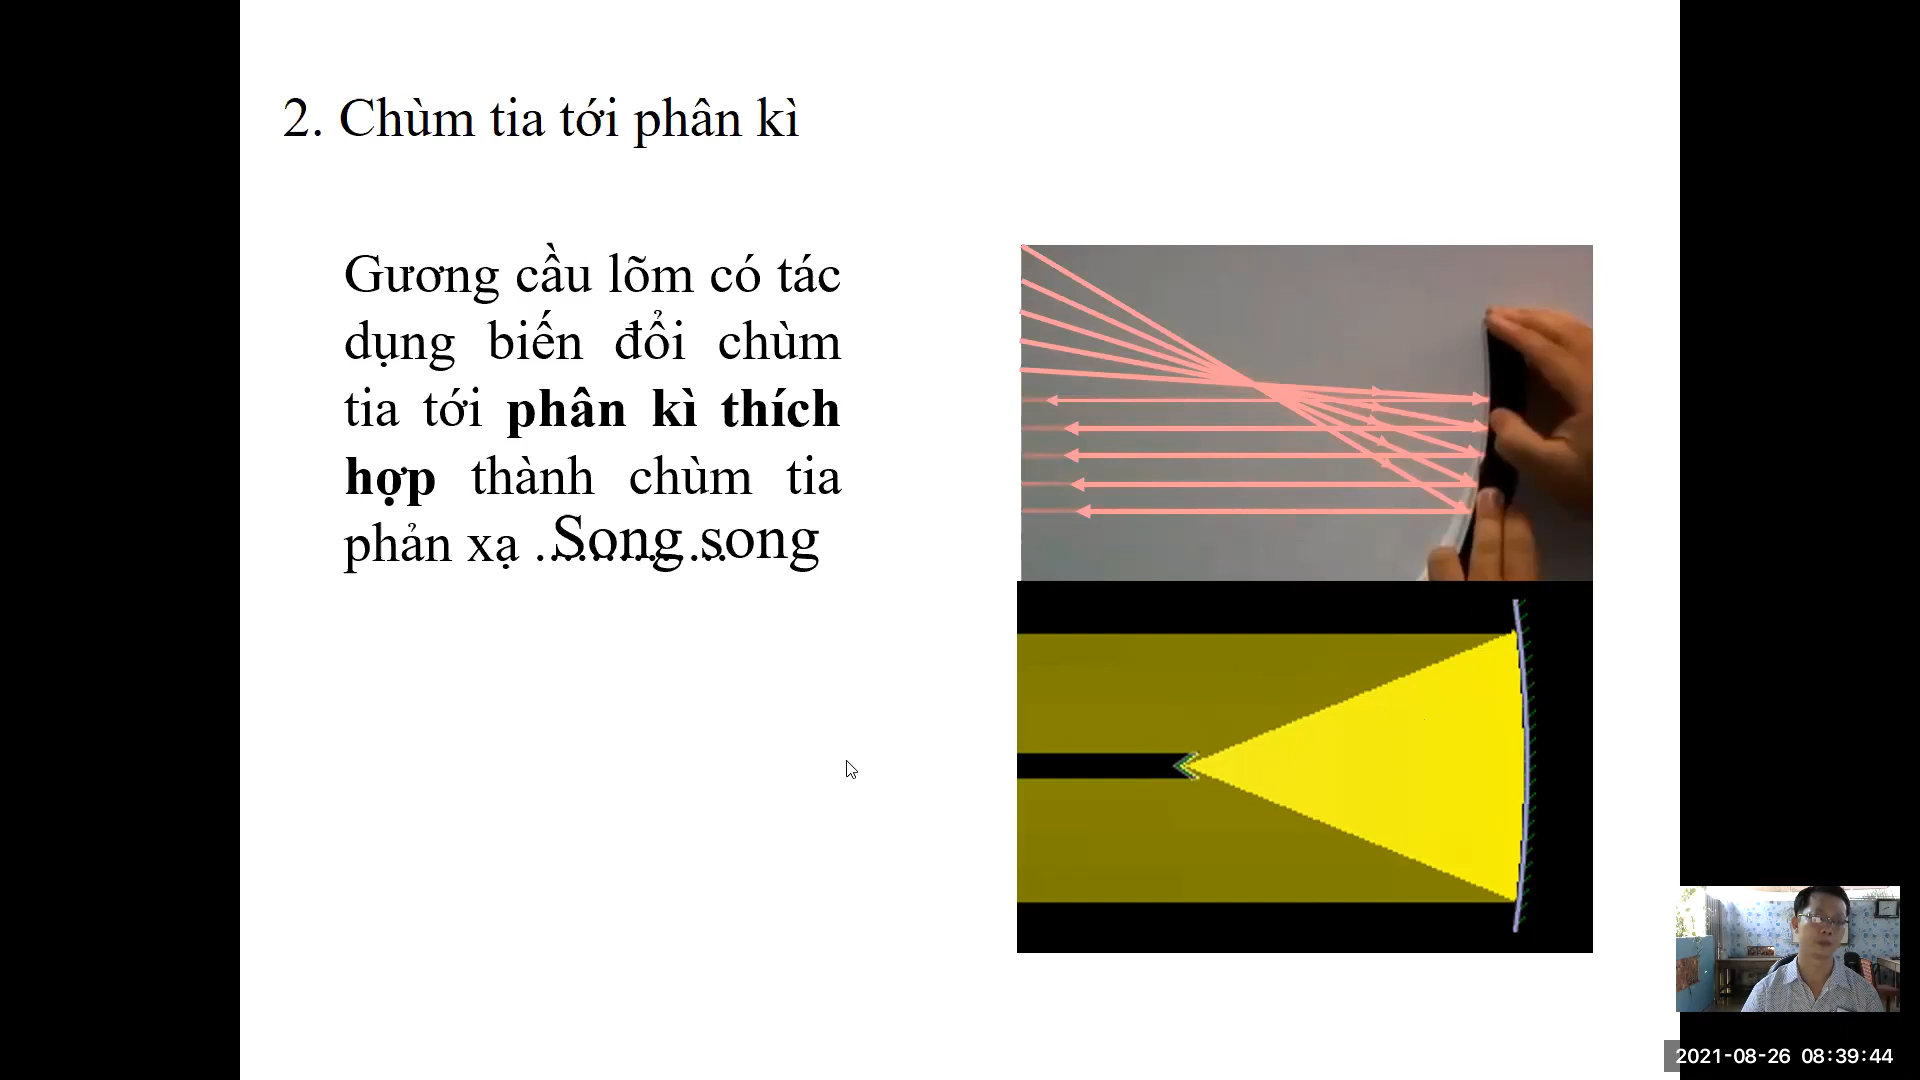 2. Chùm tia tới phân kì
Gương cầu lõm có tác
dụng biến đổi chùm
tia tới phân kì thích
hợp thành chùm tia
phản xạ ..............
Song song
2021-08-26 08:39:44